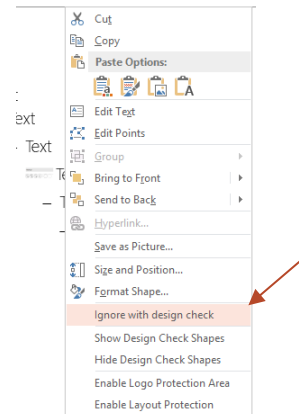 Cut
Copy
Paste Options:
Edit Text
Edit Points
Group
Bring to Front
Send to Back
Hyperlink...
Save as Picture...
Size and Position...
Format Shape...
Ignore with design check
Show Design Check Shapes
Hide Design Check Shapes
Enable Logo Protection Area
Enable Layout Protection
ext
- Text
Te
– T
–